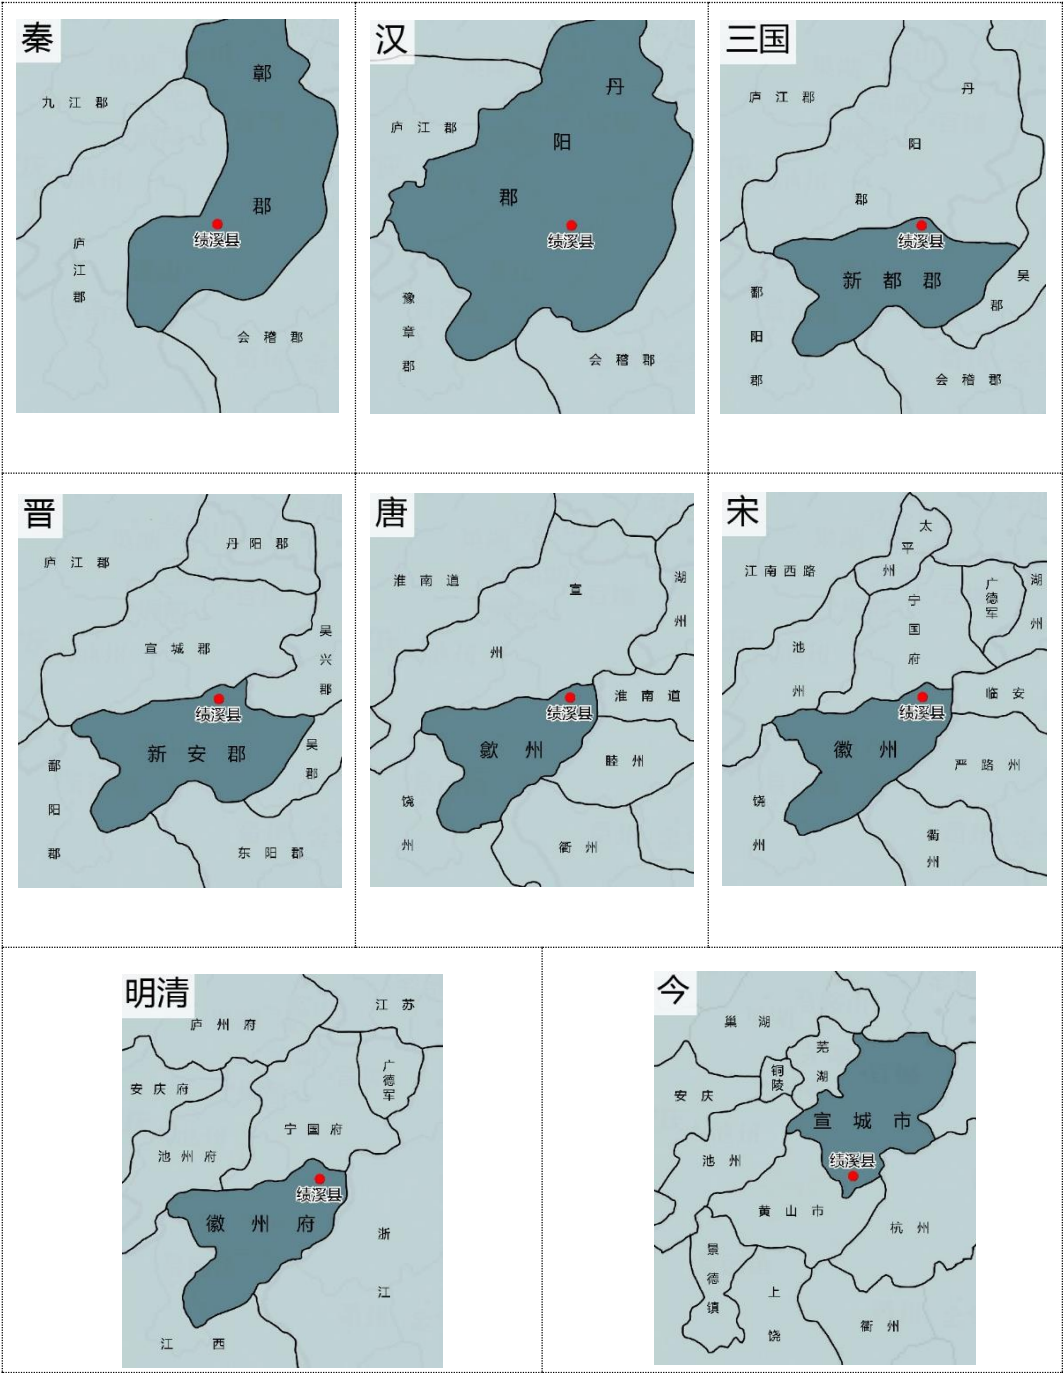 秦
鄣
郡
九江郡
庐江郡
绩溪县
会稽郡
汉
丹
阳
郡
庐江郡
绩溪县
豫章郡
会稽郡
三国
庐江郡
丹
阳
郡
绩溪县
新都郡
鄱阳郡
吴郡
会稽郡
晋
丹阳郡
庐江郡
宣城郡
吴兴郡
绩溪县
新安郡
吴郡
鄱阳郡
东阳郡
唐
淮南道
宣
州
湖州
绩溪县
淮南道
歙州
睦州
饶州
衢州
宋
太平州
江南西路
广德军
湖州
宁国府
池州
绩溪县
临安
徽州
严路州
饶州
衢州
明清
江苏
庐州府
广德军
安庆府
宁国府
池州府
绩溪县
徽州府
浙江
江西
今
巢湖
芜湖
铜陵
安庆
宣城市
绩溪县
池州
黄山市
杭州
景德镇
上饶
衢州